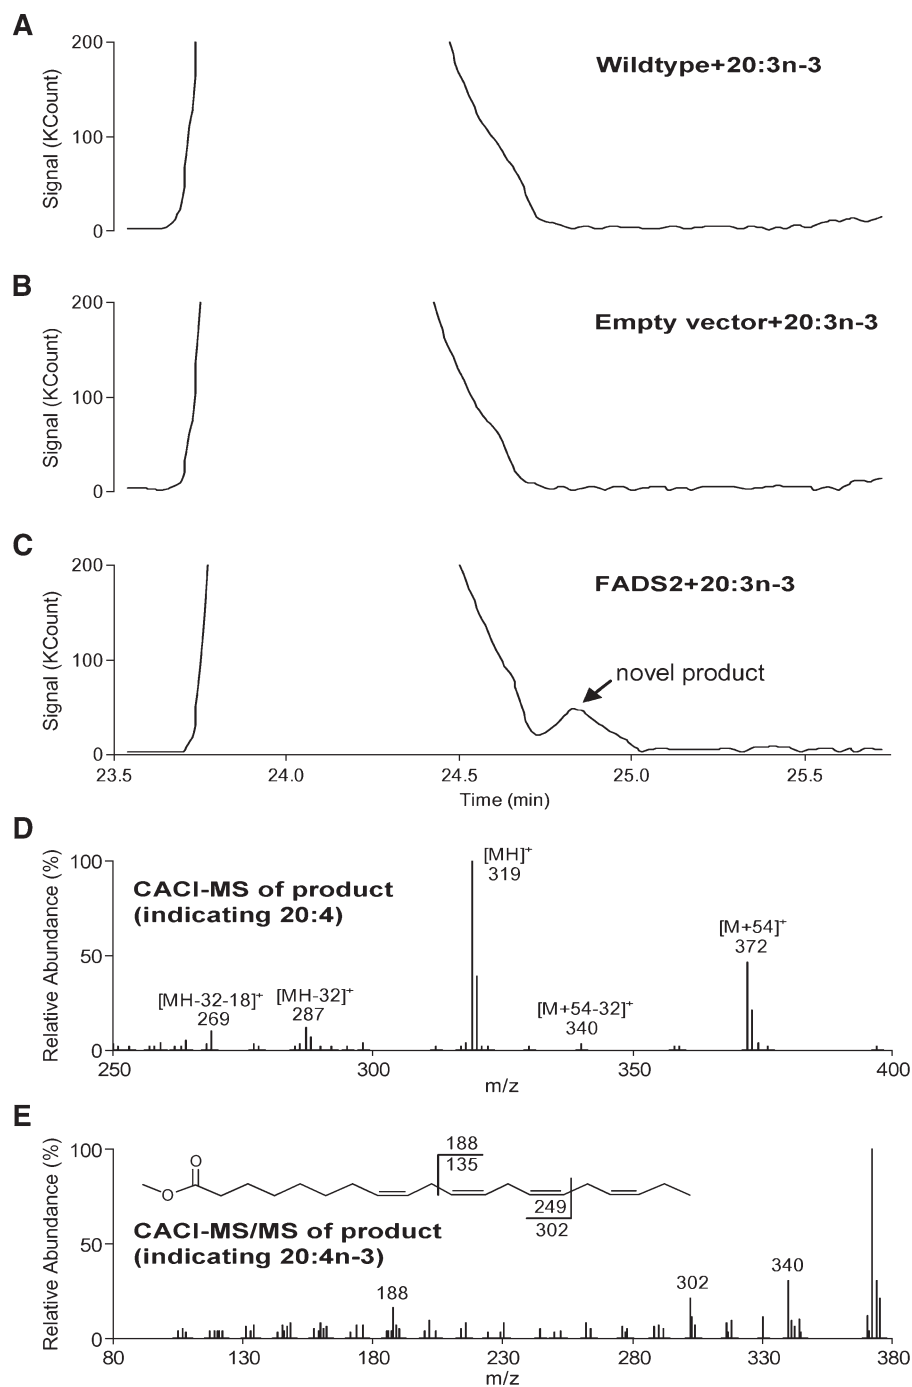 A
Signal (KCount)
200
100
0
Wildtype+20:3n-3
B
Signal (KCount)
200
100
0
Empty vector+20:3n-3
C
Signal (KCount)
200
100
0
FADS2+20:3n-3
novel product
23.5 24.0 24.5 25.0 25.5
Time (min)
D
Relative Abundance (%)
100
50
0
CACI-MS of product
(indicating 20:4)
[MH-32-18]+
269
[MH-32]+
287
[MH]+
319
[M+54-32]+
340
[M+54]+
372
250 300 350 400
m/z
E
Relative Abundance (%)
100
50
0
O
O
188
135
249
302
CACI-MS/MS of product
(indicating 20:4n-3)
188
302
340
80 130 180 230 280 330 380
m/z